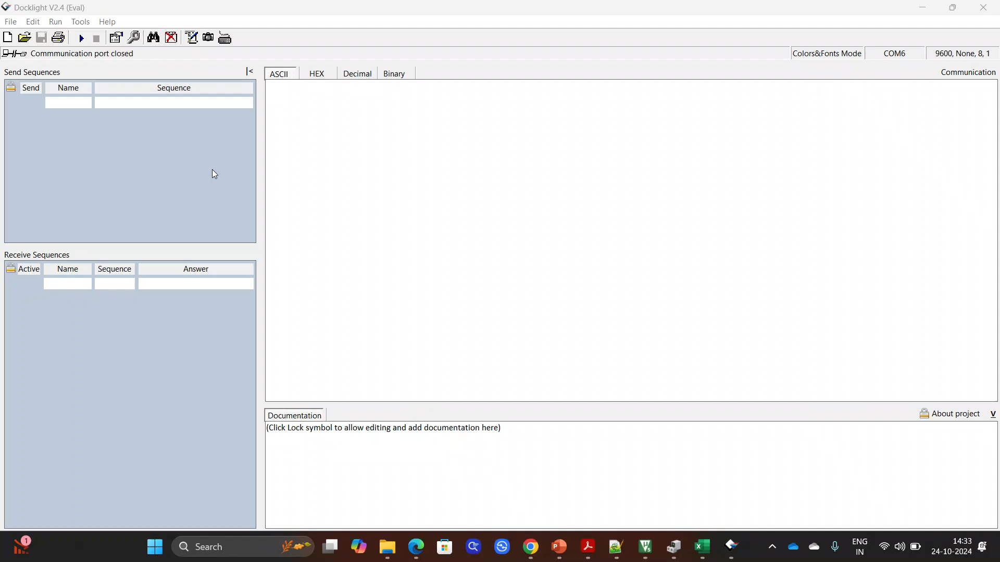 Docklight V2.4 (Eval)
File Edit Run Tools Help
Commmunication port closed
Colors&Fonts Mode COM6 9600, None, 8, 1
Send Sequences |<
Send Name Sequence
ASCII HEX Decimal Binary Communication
Receive Sequences
Active Name Sequence Answer
Documentation About project V
(Click Lock symbol to allow editing and add documentation here)
1
Search
ENG
IN
14:33
24-10-2024